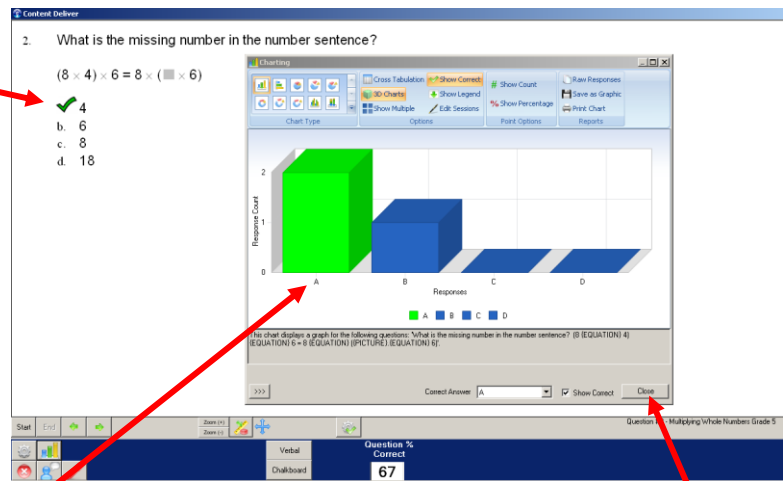 Content Deliver
2. What is the missing number in the number sentence?
(8 × 4) × 6 = 8 × (■ × 6)
4
b. 6
c. 8
d. 18
Charting
Cross Tabulation Show Correct
3D Charts Show Legend
Show Multiple Edit Sessions
# Show Count
% Show Percentage
Raw Responses
Save as Graphic
Print Chart
Chart Type Options Point Options Reports
Response Count
2
1
0
A B C D
Responses
A B C D
This chart displays a graph for the following questions: 'What is the missing number in the number sentence? (8 {EQUATION} 4)
{EQUATION} 6 = 8 {EQUATION} ({PICTURE} {EQUATION} 6)'.
>>> Correct Answer A Show Correct Close
Start End Zoom (+)
Zoom (-)
- Multiplying Whole Numbers Grade 5
Verbal
Chalkboard
Question %
Correct
67